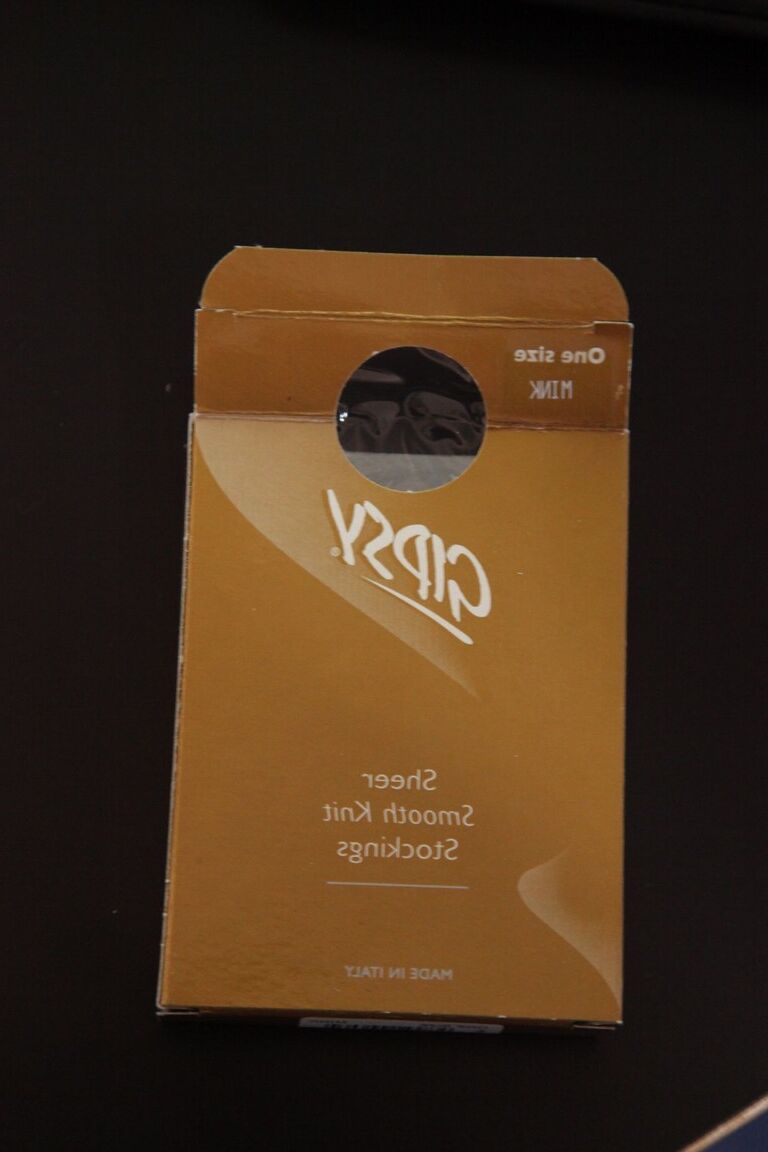 One size
MINK
GIPSY®
Sheer
Smooth Knit
Stockings
MADE IN ITALY